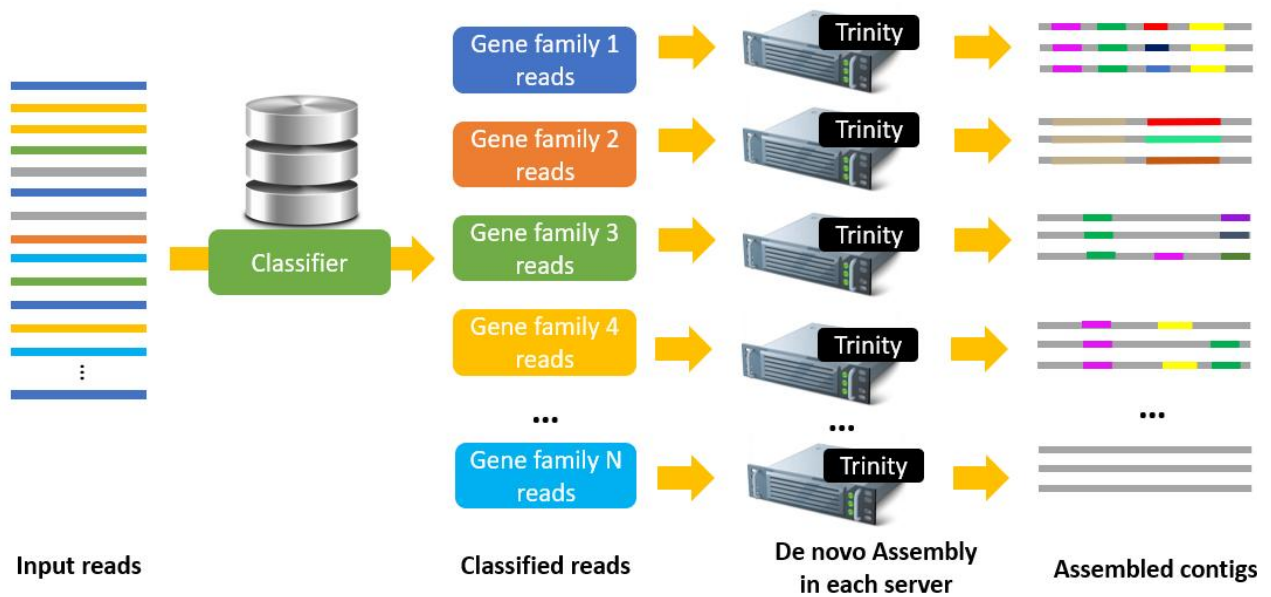 Gene family 1
reads
Trinity
Gene family 2
reads
Trinity
Classifier
Gene family 3
reads
Trinity
Gene family 4
reads
Trinity
⋮
...
...
...
Gene family N
reads
Trinity
Input reads
Classified reads
De novo Assembly
in each server
Assembled contigs